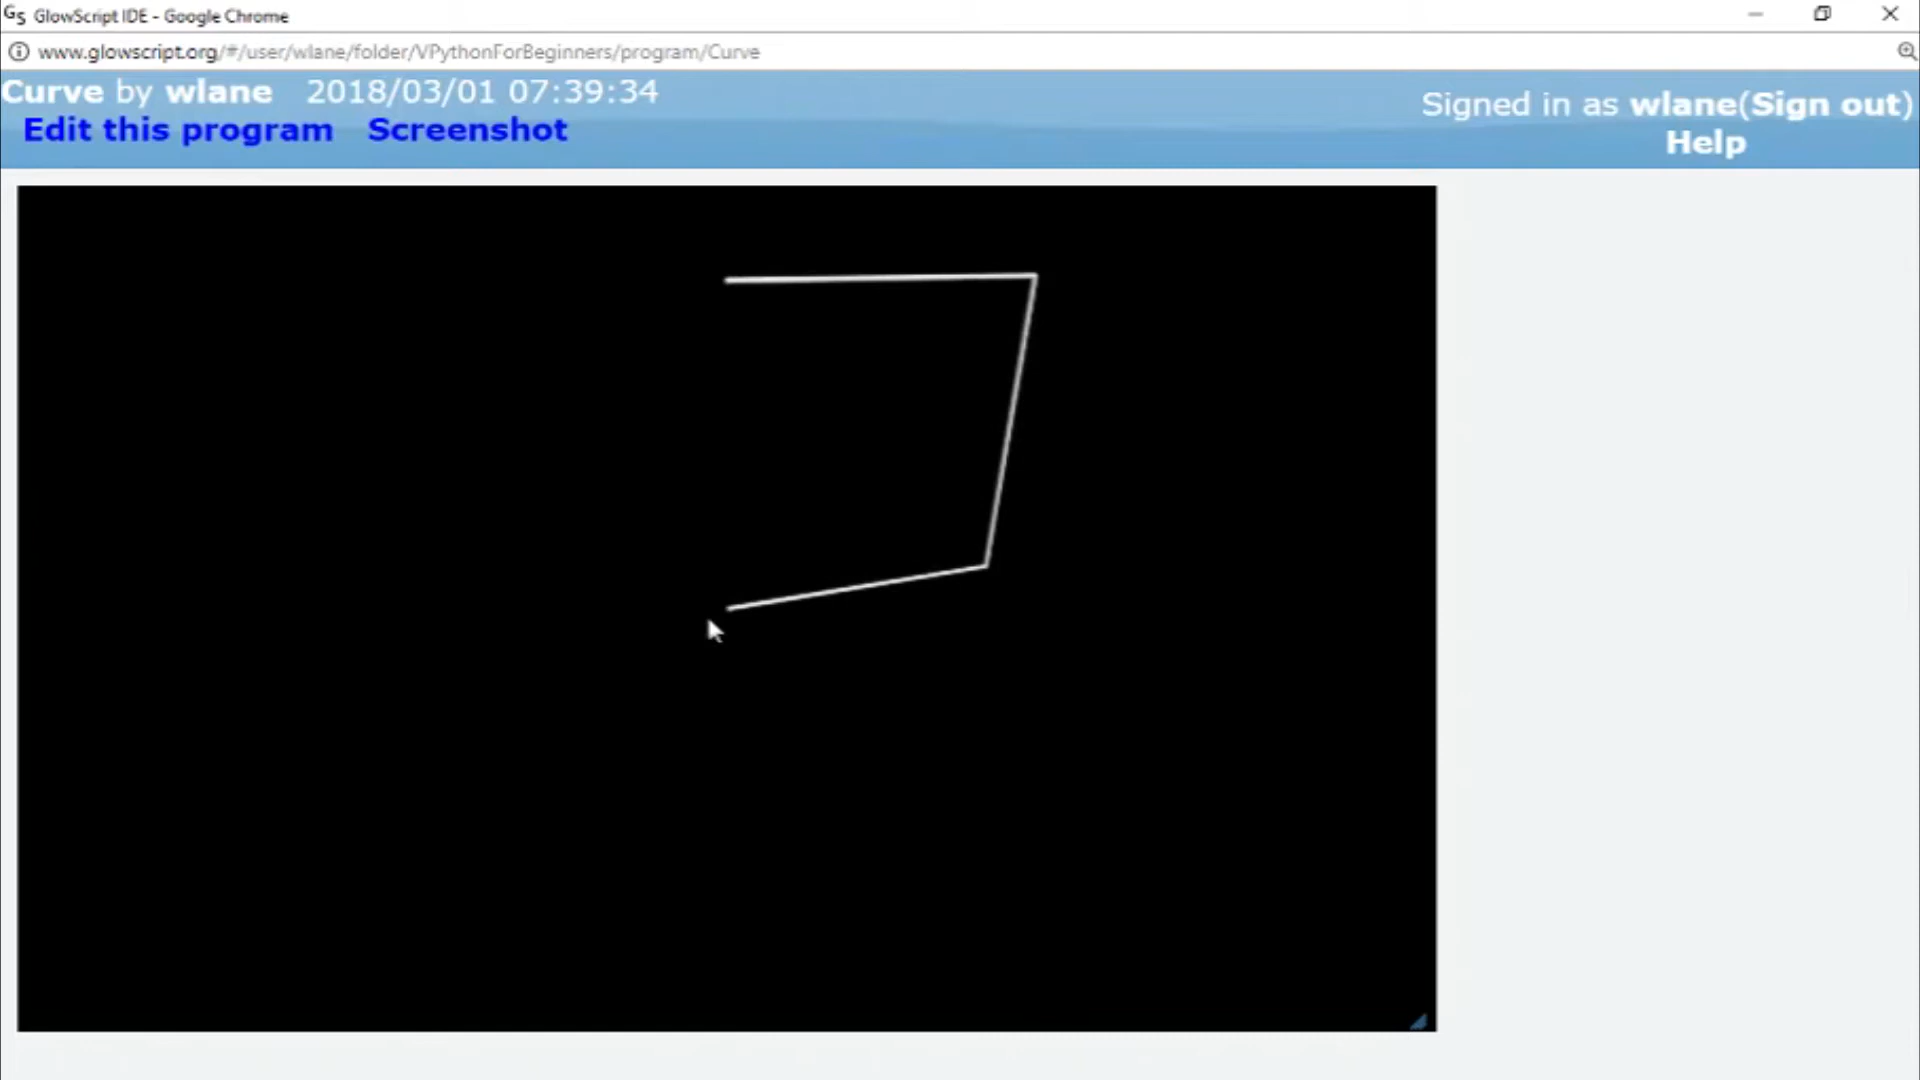 GS GlowScript IDE - Google Chrome
www.glowscript.org/#/user/wlane/folder/VPythonForBeginners/program/Curve
Curve by wlane 2018/03/01 07:39:34
Signed in as wlane(Sign out)
Edit this program Screenshot
Help